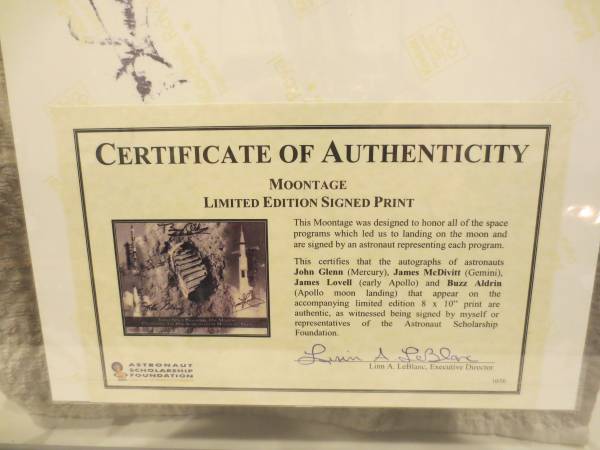 CERTIFICATE OF AUTHENTICITY
MOONTAGE
LIMITED EDITION SIGNED PRINT
This Moontage was designed to honor all of the space
programs which led us to landing on the moon and
are signed by an astronaut representing each program.
This certifies that the autographs of astronauts
John Glenn (Mercury), James McDivitt (Gemini),
James Lovell (early Apollo) and Buzz Aldrin
(Apollo moon landing) that appear on the
accompanying limited edition 8 x 10" print are
authentic, as witnessed being signed by myself or
representatives of the Astronaut Scholarship
Foundation.
Linn A LeBlanc
Linn A. LeBlanc, Executive Director
ASTRONAUT
SCHOLARSHIP
FOUNDATION